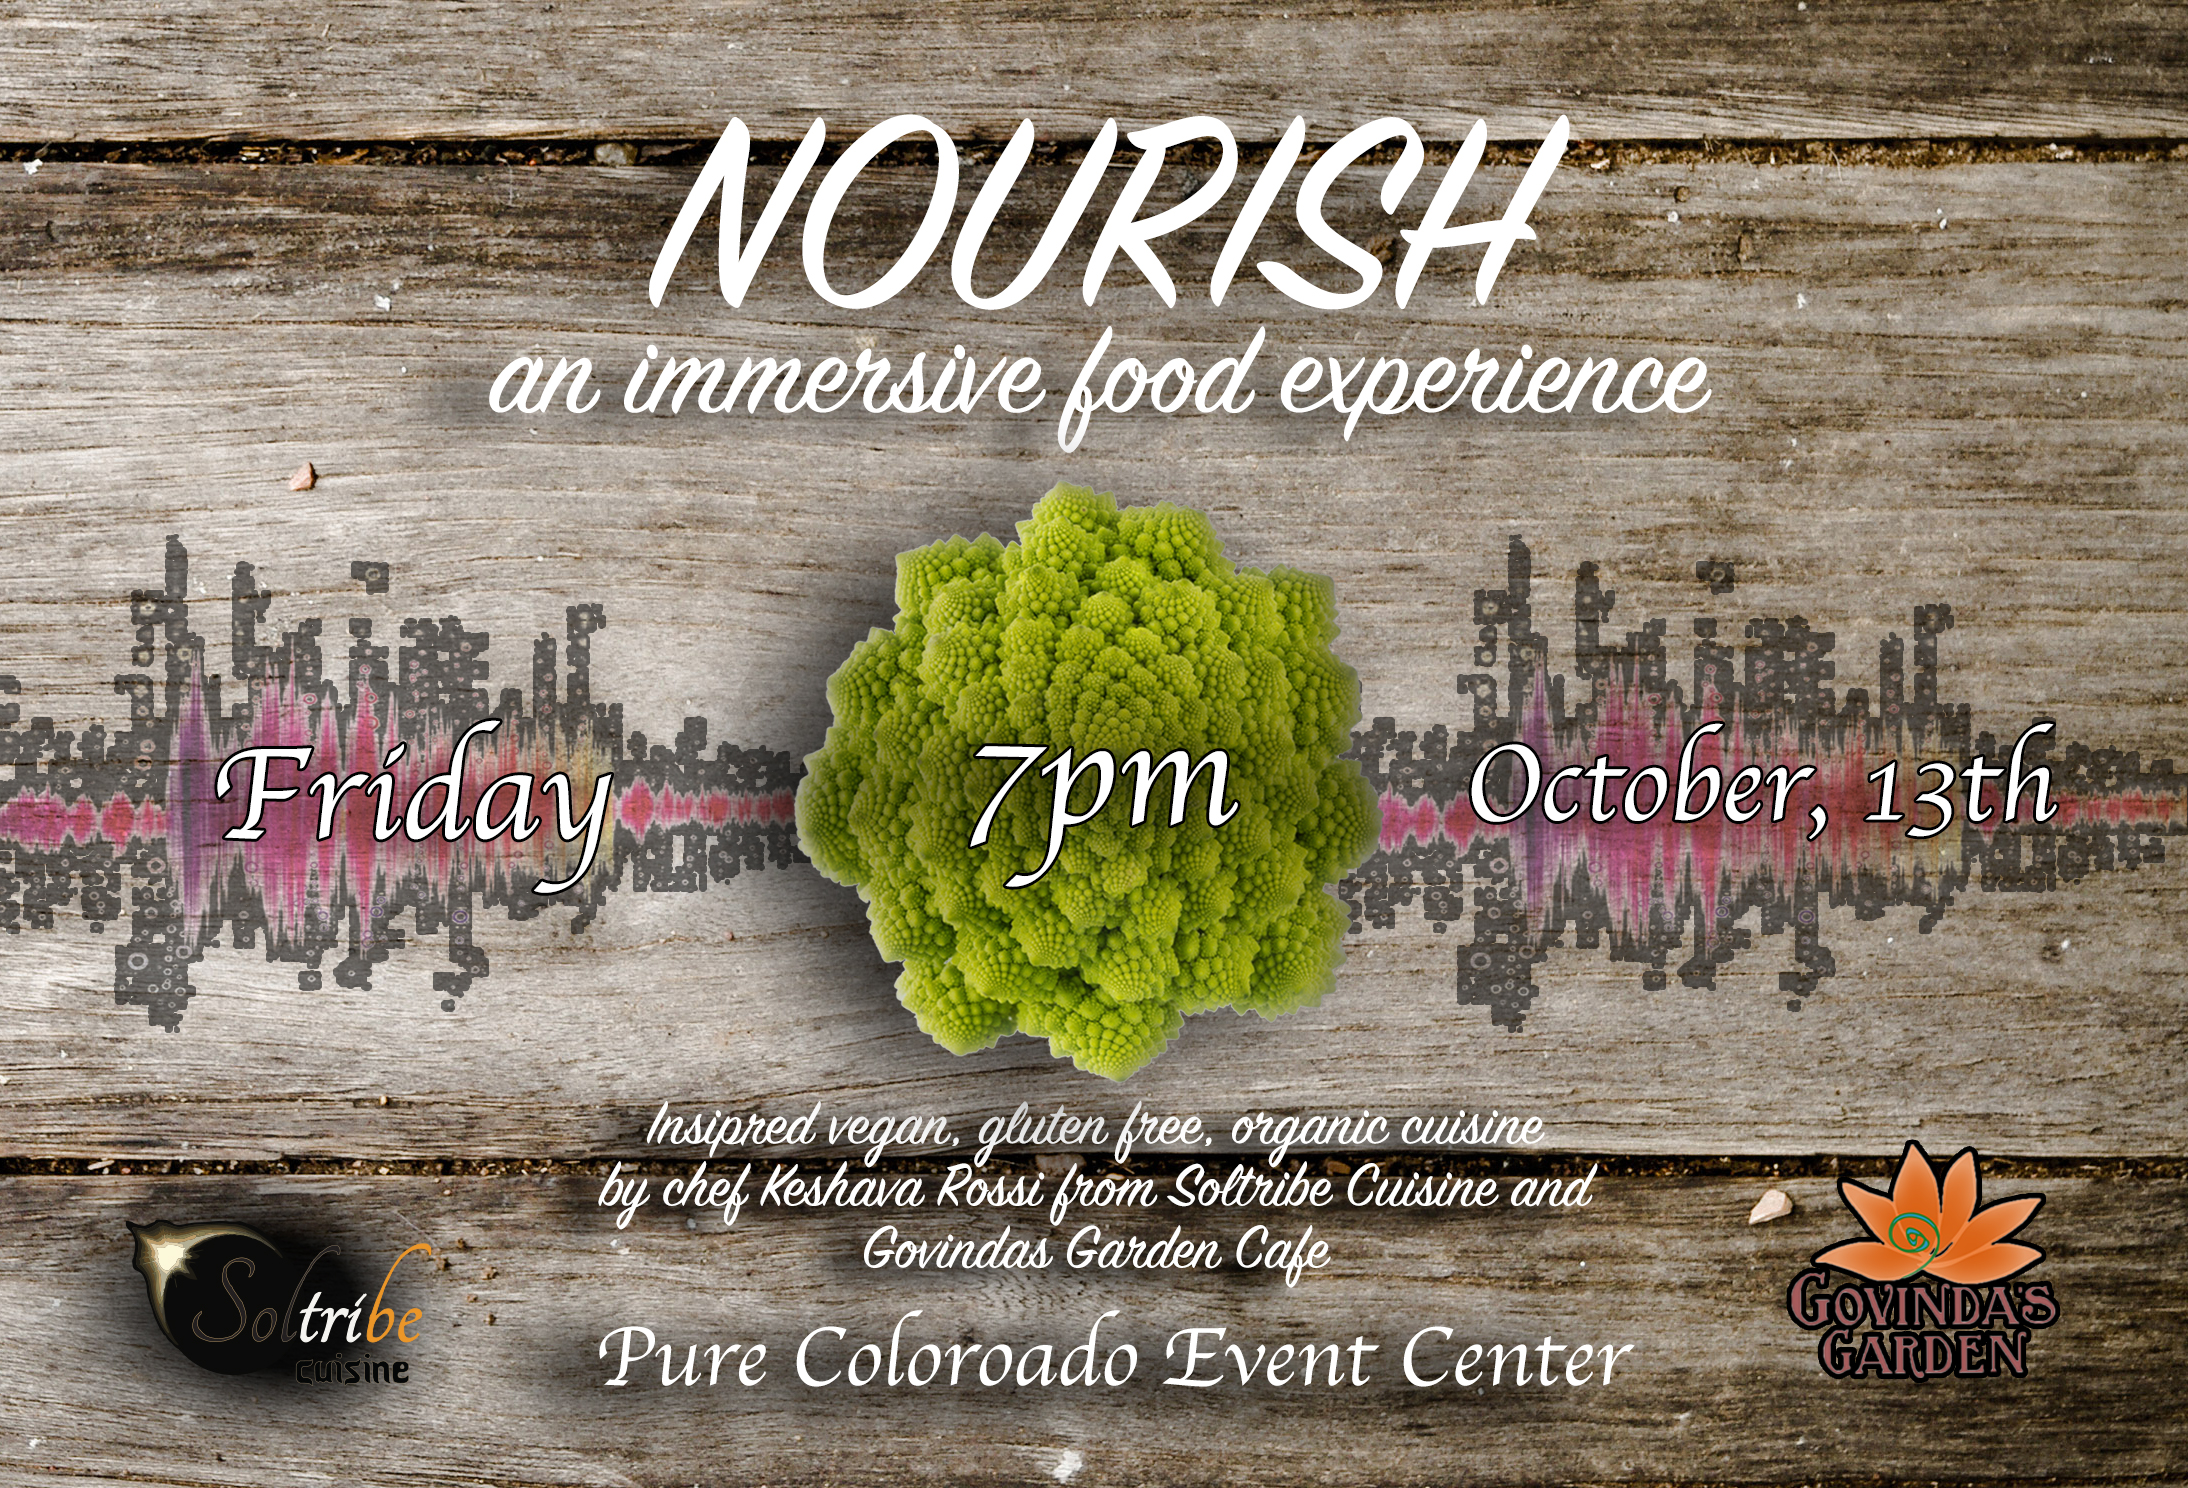 NOURISH
an immersive food experience
Friday
7pm
October, 13th
Insipred vegan, gluten free, organic cuisine
by chef Keshava Rossi from Soltribe Cuisine and
Govindas Garden Cafe
Soltribe
cuisine
Pure Coloroado Event Center
GOVINDA'S
GARDEN